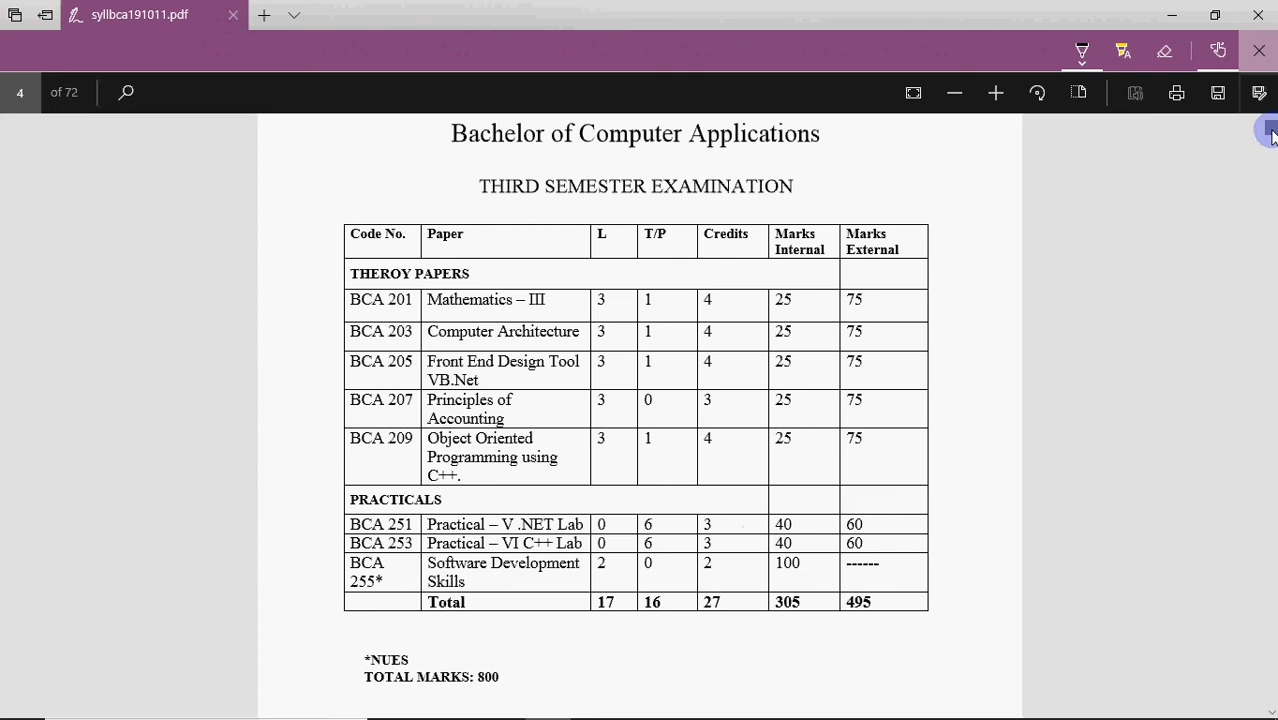 syllbca191011.pdf
4 of 72
Bachelor of Computer Applications
THIRD SEMESTER EXAMINATION
Code No. Paper L T/P Credits Marks Internal Marks External
THEROY PAPERS
BCA 201 Mathematics – III 3 1 4 25 75
BCA 203 Computer Architecture 3 1 4 25 75
BCA 205 Front End Design Tool VB.Net 3 1 4 25 75
BCA 207 Principles of Accounting 3 0 3 25 75
BCA 209 Object Oriented Programming using C++. 3 1 4 25 75
PRACTICALS
BCA 251 Practical – V .NET Lab 0 6 3 40 60
BCA 253 Practical – VI C++ Lab 0 6 3 40 60
BCA 255* Software Development Skills 2 0 2 100 ------
Total 17 16 27 305 495
*NUES
TOTAL MARKS: 800